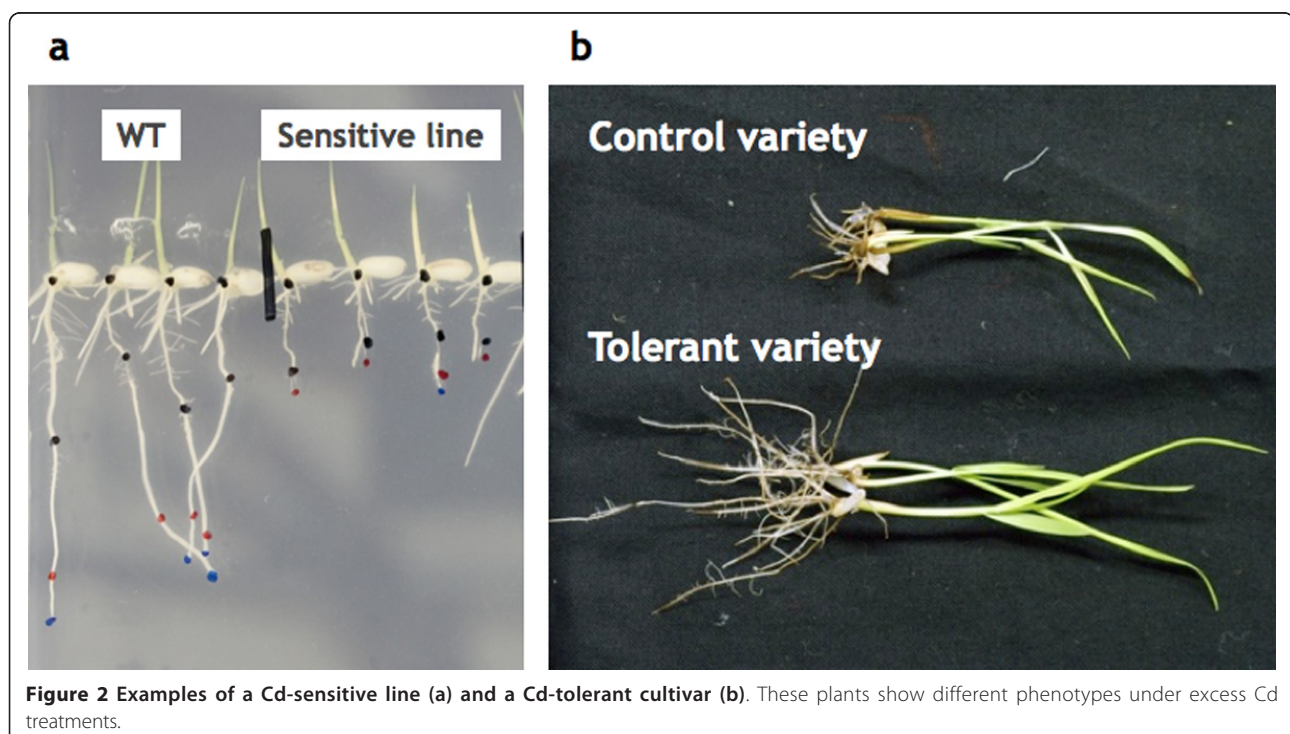 a
b
WT
Sensitive line
Control variety
Tolerant variety
Figure 2 Examples of a Cd-sensitive line (a) and a Cd-tolerant cultivar (b). These plants show different phenotypes under excess Cd
treatments.